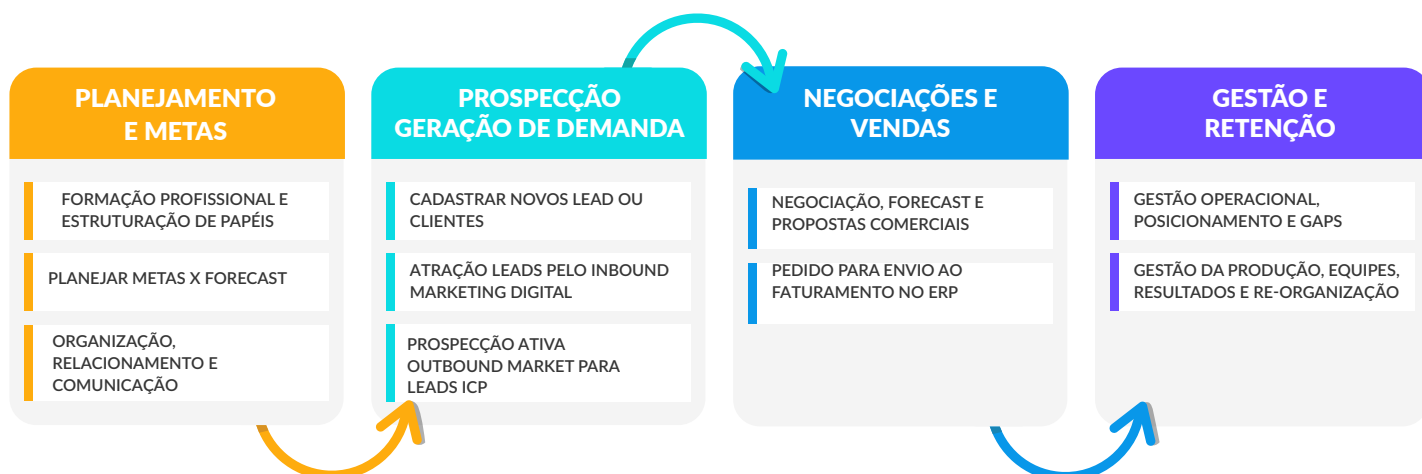 PLANEJAMENTO
E METAS
FORMAÇÃO PROFISSIONAL E
ESTRUTURAÇÃO DE PAPÉIS
PLANEJAR METAS X FORECAST
ORGANIZAÇÃO,
RELACIONAMENTO E
COMUNICAÇÃO
PROSPECÇÃO
GERAÇÃO DE DEMANDA
CADASTRAR NOVOS LEAD OU
CLIENTES
ATRAÇÃO LEADS PELO INBOUND
MARKETING DIGITAL
PROSPECÇÃO ATIVA
OUTBOUND MARKET PARA
LEADS ICP
NEGOCIAÇÕES E
VENDAS
NEGOCIAÇÃO, FORECAST E
PROPOSTAS COMERCIAIS
PEDIDO PARA ENVIO AO
FATURAMENTO NO ERP
GESTÃO E
RETENÇÃO
GESTÃO OPERACIONAL,
POSICIONAMENTO E GAPS
GESTÃO DA PRODUÇÃO, EQUIPES,
RESULTADOS E RE-ORGANIZAÇÃO